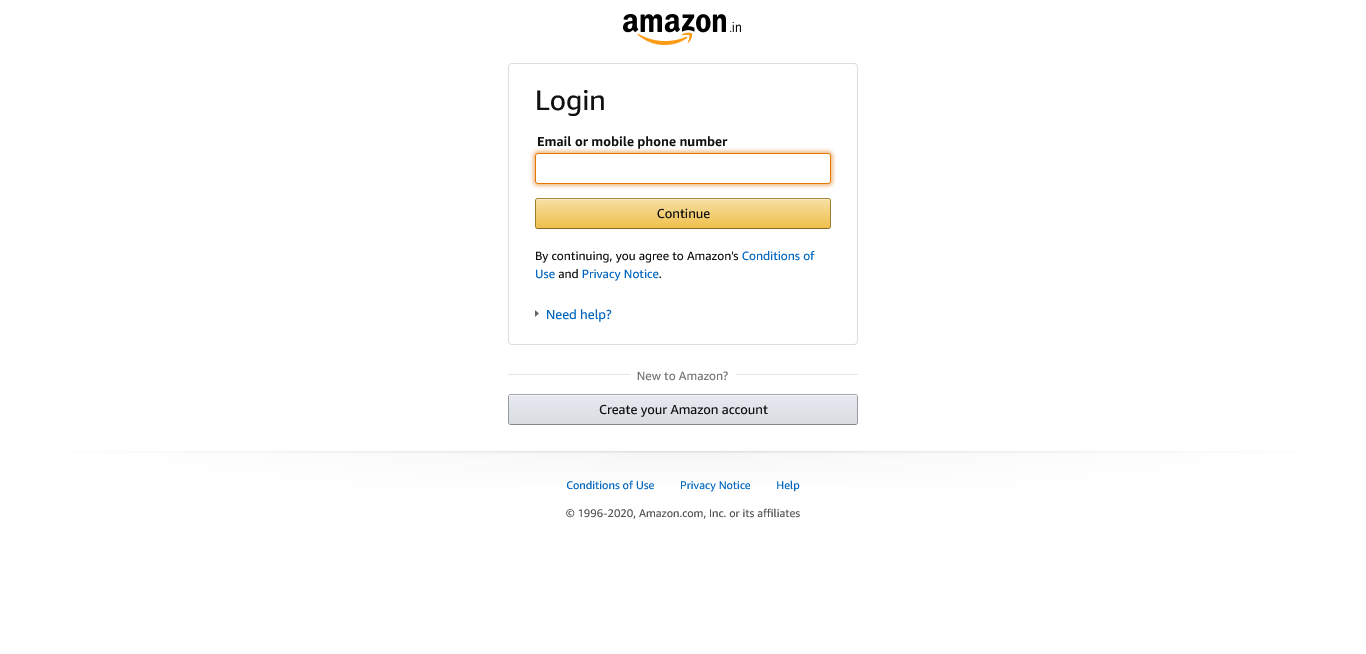 amazon.in
Login
Email or mobile phone number
Continue
By continuing, you agree to Amazon's Conditions of
Use and Privacy Notice.
Need help?
New to Amazon?
Create your Amazon account
Conditions of Use Privacy Notice Help
© 1996-2020, Amazon.com, Inc. or its affiliates